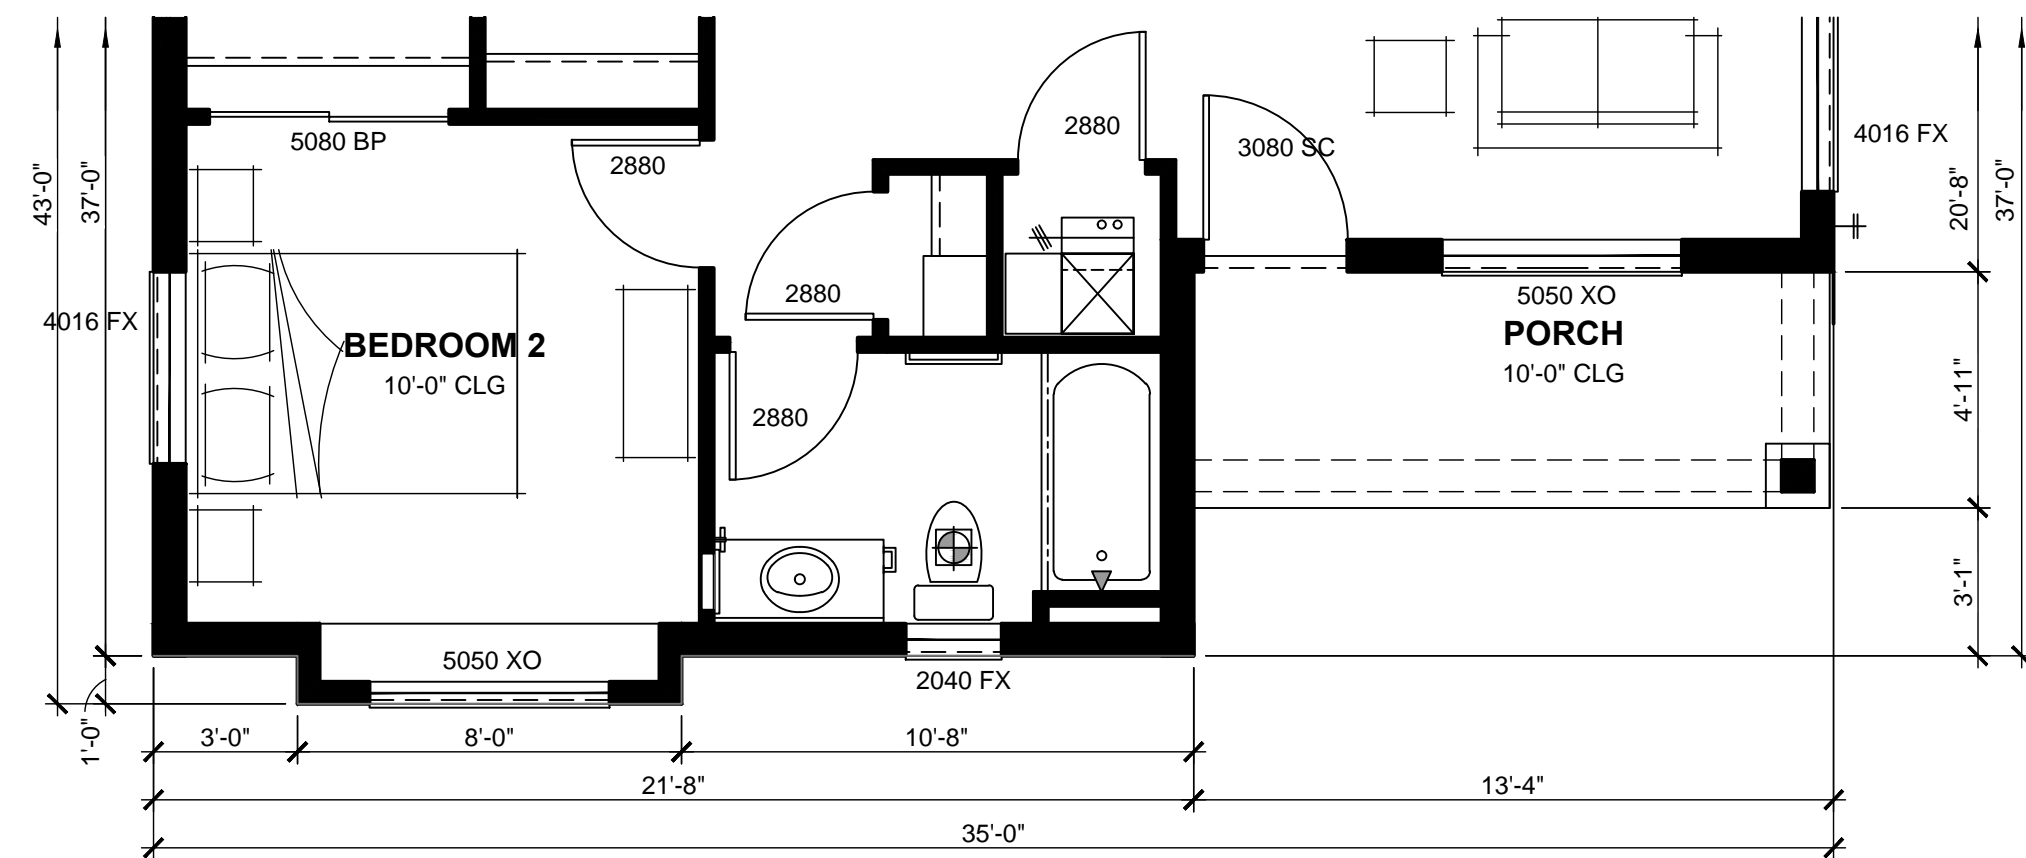 2880
5080 BP
2880
3080 SC
4016 FX
43'-0"
37'-0"
20'-8"
37'-0"
2880
5050 XO
4016 FX
BEDROOM 2
10'-0" CLG
PORCH
10'-0" CLG
4'-11"
2880
3'-1"
5050 XO
2040 FX
1'-0"
3'-0"
8'-0"
10'-8"
21'-8"
13'-4"
35'-0"